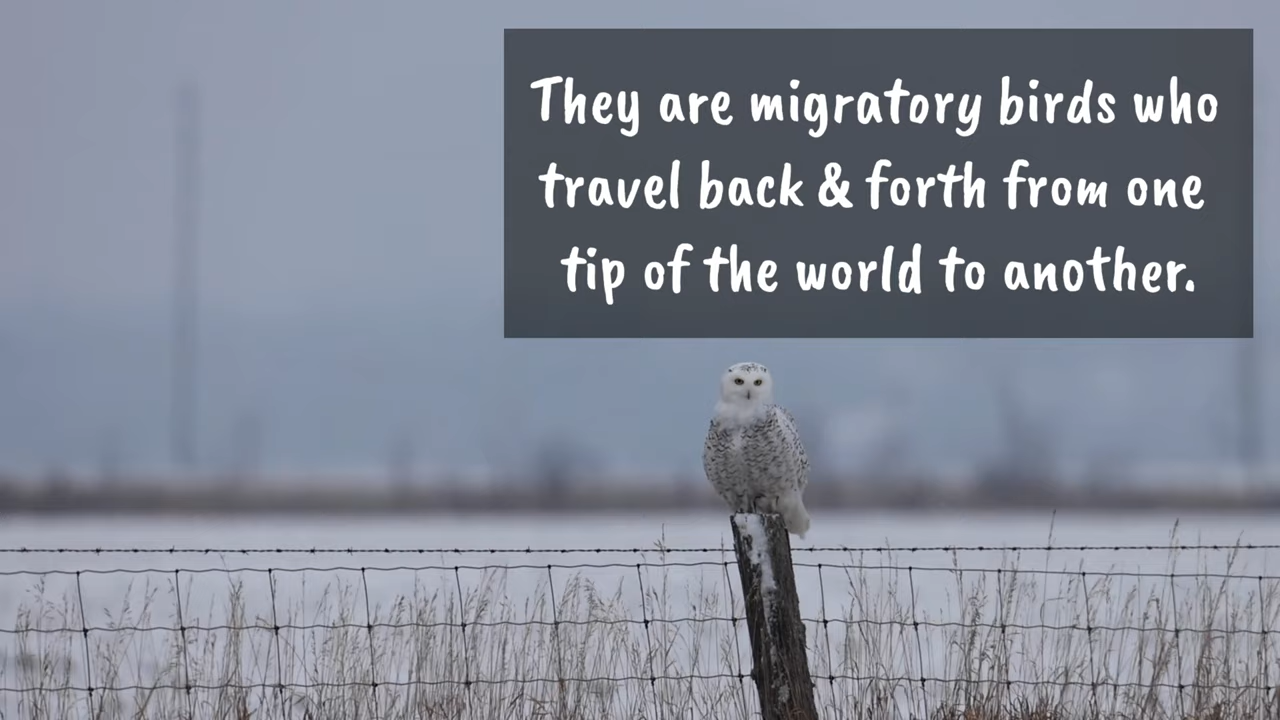 They are migratory birds who
travel back & forth from one
tip of the world to another.